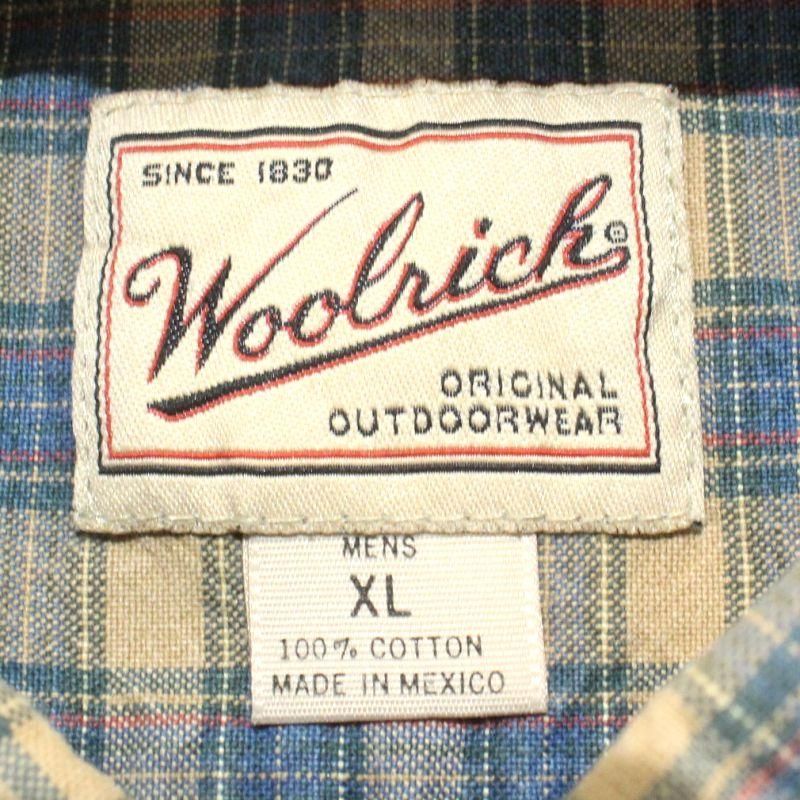 SINCE 1830
Woolrich®
ORIGINAL
OUTDOORWEAR
MENS
XL
100% COTTON
MADE IN MEXICO